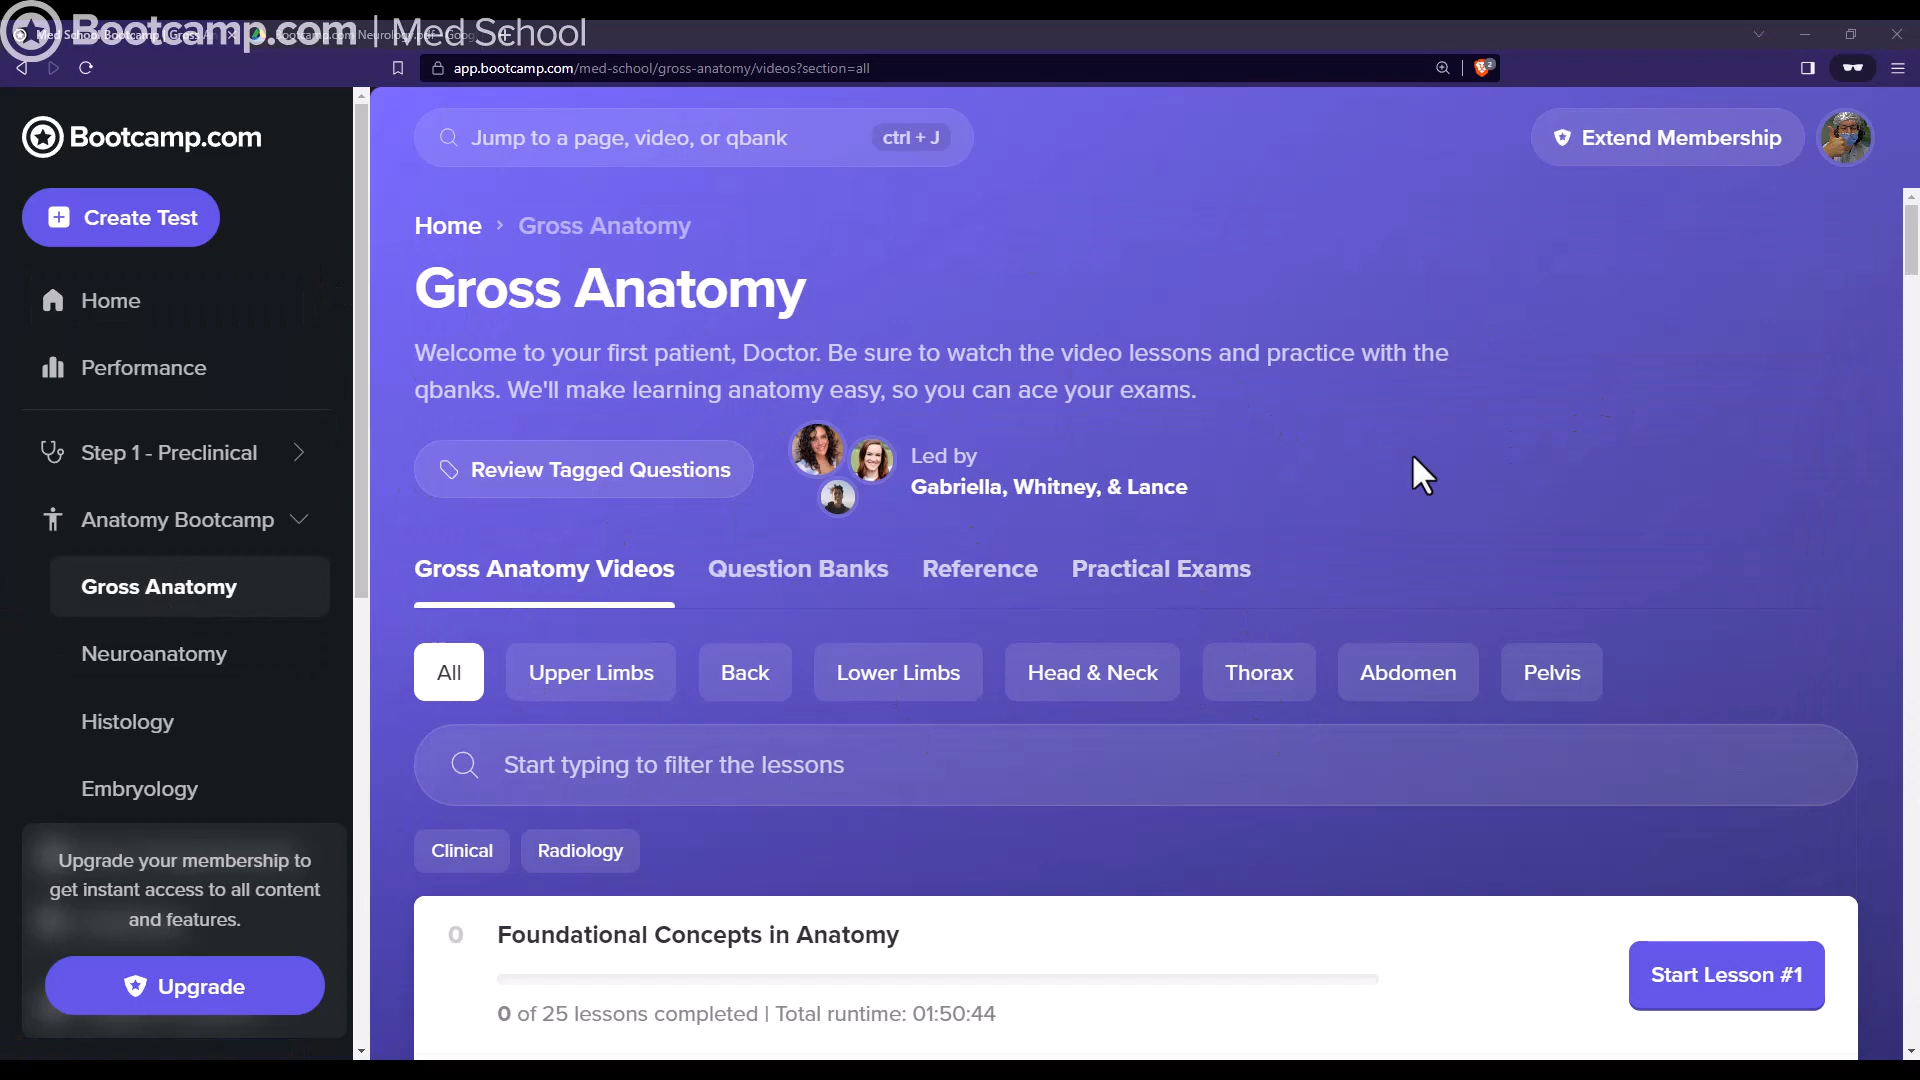 Bootcamp.com | Med School
app.bootcamp.com/med-school/gross-anatomy/videos?section=all
2
Bootcamp.com
Jump to a page, video, or qbank
ctrl + J
Extend Membership
Create Test
Home
Performance
Step 1 - Preclinical
Anatomy Bootcamp
Gross Anatomy
Neuroanatomy
Histology
Embryology
Upgrade your membership to
get instant access to all content
and features.
Upgrade
Home > Gross Anatomy
Gross Anatomy
Welcome to your first patient, Doctor. Be sure to watch the video lessons and practice with the
qbanks. We'll make learning anatomy easy, so you can ace your exams.
Review Tagged Questions
Led by
Gabriella, Whitney, & Lance
Gross Anatomy Videos
Question Banks
Reference
Practical Exams
All
Upper Limbs
Back
Lower Limbs
Head & Neck
Thorax
Abdomen
Pelvis
Start typing to filter the lessons
Clinical
Radiology
0
Foundational Concepts in Anatomy
0 of 25 lessons completed | Total runtime: 01:50:44
Start Lesson #1